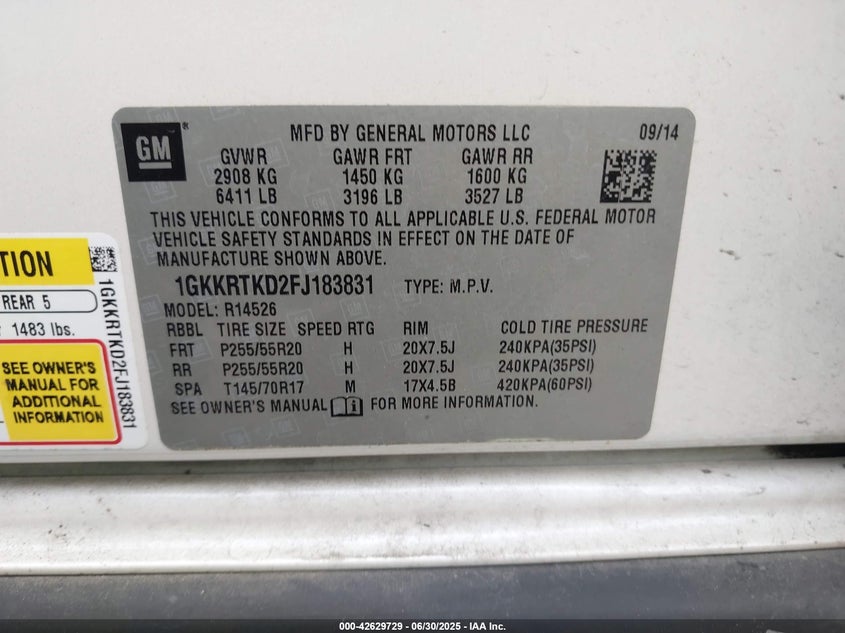 GM
MFD BY GENERAL MOTORS LLC 09/14
GVWR GAWR FRT GAWR RR
2908 KG 1450 KG 1600 KG
6411 LB 3196 LB 3527 LB
THIS VEHICLE CONFORMS TO ALL APPLICABLE U.S. FEDERAL MOTOR
VEHICLE SAFETY STANDARDS IN EFFECT ON THE DATE OF
MANUFACTURE SHOWN ABOVE.
1GKKRTKD2FJ183831 TYPE: M.P.V.
MODEL: R14526
RBBL TIRE SIZE SPEED RTG RIM COLD TIRE PRESSURE
FRT P255/55R20 H 20X7.5J 240KPA(35PSI)
RR P255/55R20 H 20X7.5J 240KPA(35PSI)
SPA T145/70R17 M 17X4.5B 420KPA(60PSI)
SEE OWNER'S MANUAL FOR MORE INFORMATION.
TION
REAR 5
1483 lbs.
SEE OWNER'S
MANUAL FOR
ADDITIONAL
INFORMATION
1GKKRTKD2FJ183831
000-42629729 - 06/30/2025 - IAA Inc.